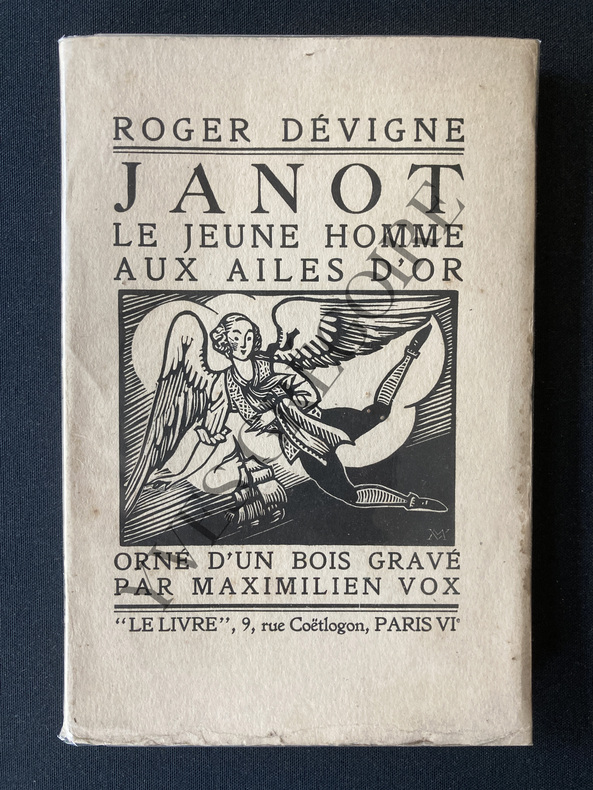 ROGER DÉVIGNE
JANOT
LE JEUNE HOMME
AUX AILES D'OR
ORNÉ D'UN BOIS GRAVÉ
PAR MAXIMILIEN VOX
"LE LIVRE", 9, rue Coëtlogon, PARIS VIe